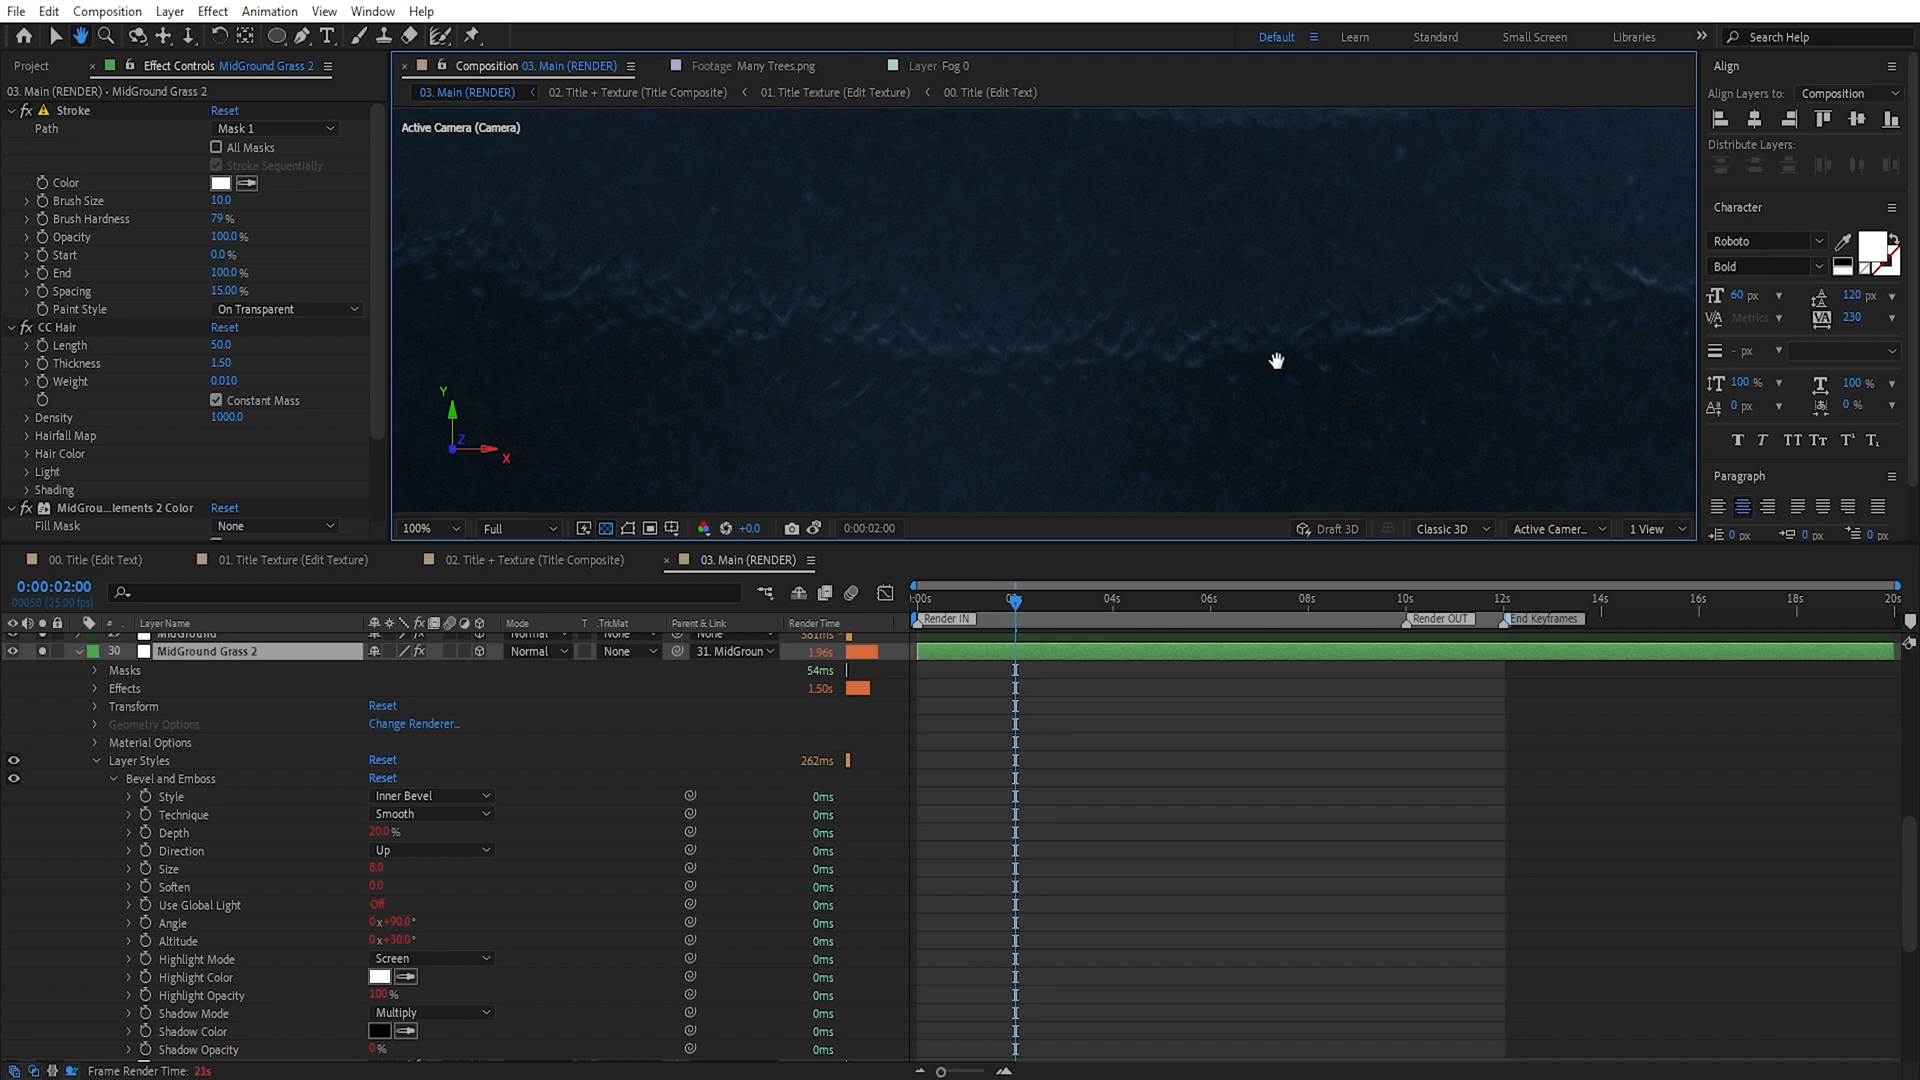 File Edit Composition Layer Effect Animation View Window Help
Default Learn Standard Small Screen Libraries Search Help
Project Effect Controls MidGround Grass 2
03. Main (RENDER) • MidGround Grass 2
Stroke Reset
Path Mask 1
All Masks
Stroke Sequentially
Color
Brush Size 10.0
Brush Hardness 79 %
Opacity 100.0 %
Start 0.0 %
End 100.0 %
Spacing 15.00 %
Paint Style On Transparent
CC Hair Reset
Length 50.0
Thickness 1.50
Weight 0.010
Constant Mass
Density 1000.0
Hairfall Map
Hair Color
Light
Shading
MidGrou...lements 2 Color Reset
Fill Mask None
Composition 03. Main (RENDER) Footage Many Trees.png Layer Fog 0
03. Main (RENDER) 02. Title + Texture (Title Composite) 01. Title Texture (Edit Texture) 00. Title (Edit Text)
Active Camera (Camera)
Y
Z
X
100% Full +0.0 0:00:02:00 Draft 3D Classic 3D Active Camer... 1 View
Align
Align Layers to: Composition
Distribute Layers:
Character
Roboto
Bold
60 px 120 px
Metrics 230
- px
100 % 100 %
0 px 0 %
Paragraph
0 px 0 px 0 px
00. Title (Edit Text) 01. Title Texture (Edit Texture) 02. Title + Texture (Title Composite) 03. Main (RENDER)
0:00:02:00
00050 (25.00 fps)
:00s 02s 04s 06s 08s 10s 12s 14s 16s 18s 20s
Render IN Render OUT End Keyframes
# Layer Name Mode T .TrkMat Parent & Link Render Time
29 MidGround Normal None None 381ms
30 MidGround Grass 2 Normal None 31. MidGroun 1.96s
Masks 54ms
Effects 1.50s
Transform Reset
Geometry Options Change Renderer...
Material Options
Layer Styles Reset 262ms
Bevel and Emboss Reset
Style Inner Bevel 0ms
Technique Smooth 0ms
Depth 20.0 % 0ms
Direction Up 0ms
Size 8.0 0ms
Soften 0.0 0ms
Use Global Light Off 0ms
Angle 0 x+90.0 ° 0ms
Altitude 0 x+30.0 ° 0ms
Highlight Mode Screen 0ms
Highlight Color 0ms
Highlight Opacity 100 % 0ms
Shadow Mode Multiply 0ms
Shadow Color 0ms
Shadow Opacity 0 % 0ms
Frame Render Time: 21s